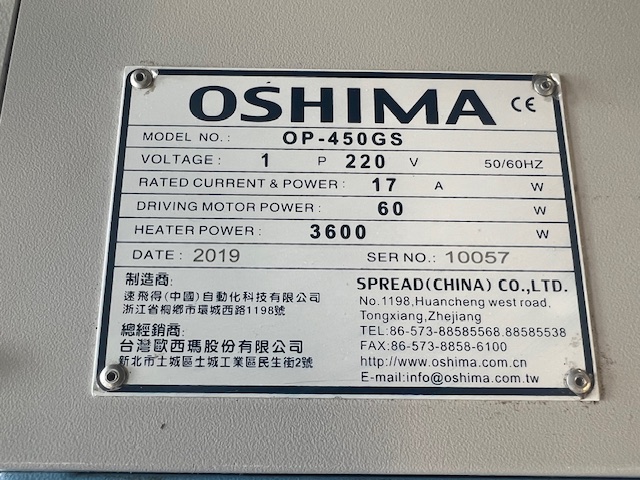 OSHIMA CE
MODEL NO.: OP-450GS
VOLTAGE: 1 P 220 V 50/60HZ
RATED CURRENT & POWER: 17 A W
DRIVING MOTOR POWER: 60 W
HEATER POWER: 3600 W
DATE: 2019 SER NO.: 10057
制造商:
速飛得(中國)自動化科技有限公司
浙江省桐鄉市環城西路1198號
總經銷商:
台灣歐西瑪股份有限公司
新北市土城區土城工業區民生街2號
SPREAD(CHINA) CO.,LTD.
No.1198,Huancheng west road,
Tongxiang,Zhejiang
TEL:86-573-88585568.88585538
FAX:86-573-8858-6100
http://www.oshima.com.cn
E-mail:info@oshima.com.tw